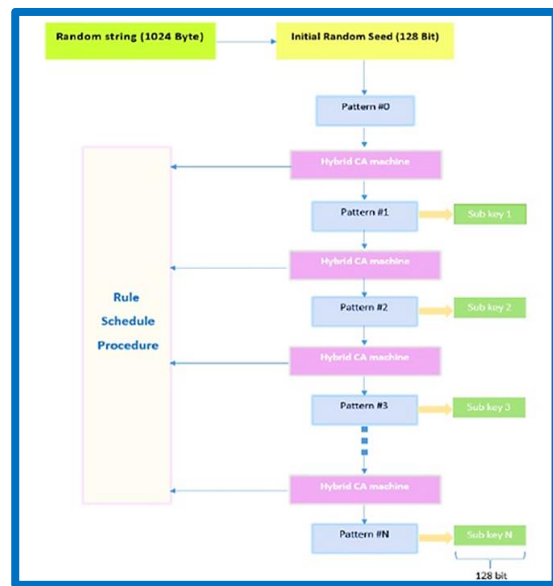 Random string (1024 Byte)
Initial Random Seed (128 Bit)
Pattern #0
Hybrid CA machine
Pattern #1
Sub key 1
Hybrid CA machine
Rule
Schedule
Procedure
Pattern #2
Sub key 2
Hybrid CA machine
Pattern #3
Sub key 3
Hybrid CA machine
Pattern #N
Sub key N
128 bit